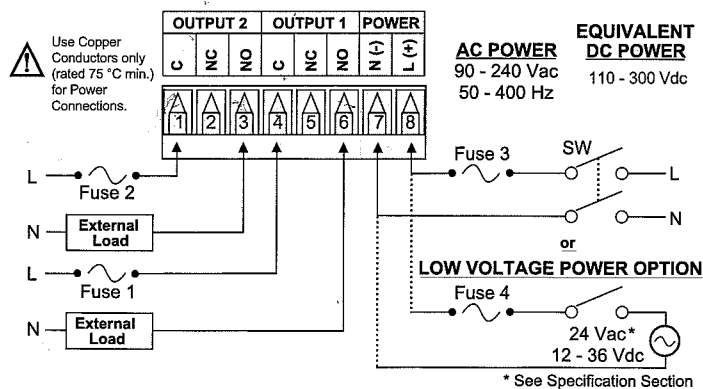 Use Copper
Conductors only
(rated 75 °C min.)
for Power
Connections.
OUTPUT 2 OUTPUT 1 POWER
C NC NO C NC NO N (-) L (+)
1 2 3 4 5 6 7 8
AC POWER
90 - 240 Vac
50 - 400 Hz
EQUIVALENT
DC POWER
110 - 300 Vdc
L
Fuse 2
N
External
Load
L
Fuse 1
N
External
Load
Fuse 3
SW
L
N
or
LOW VOLTAGE POWER OPTION
Fuse 4
24 Vac*
12 - 36 Vdc
* See Specification Section